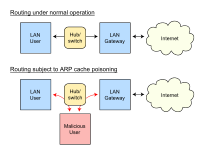 Routing under normal operation
LAN
User
Hub/
switch
LAN
Gateway
Internet
Routing subject to ARP cache poisoning
LAN
User
Hub/
switch
LAN
Gateway
Internet
Malicious
User